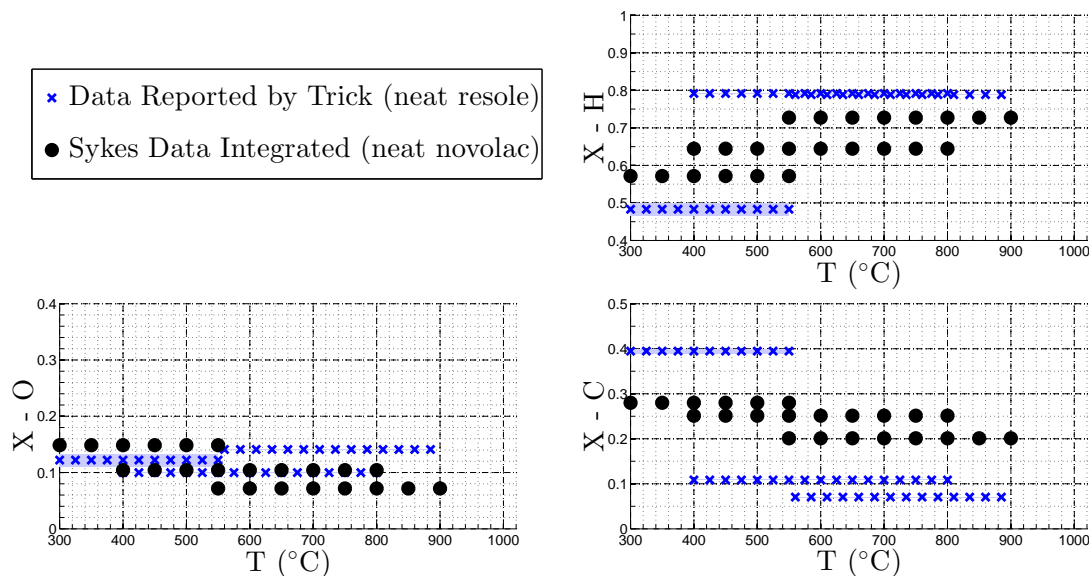 Data Reported by Trick (neat resole)
Sykes Data Integrated (neat novolac)
1
0.9
0.8
0.7
0.6
0.5
0.4
X - H
300 400 500 600 700 800 900 1000
T (°C)
0.4
0.3
0.2
0.1
0
X - O
300 400 500 600 700 800 900 1000
T (°C)
0.5
0.4
0.3
0.2
0.1
0
X - C
300 400 500 600 700 800 900 1000
T (°C)